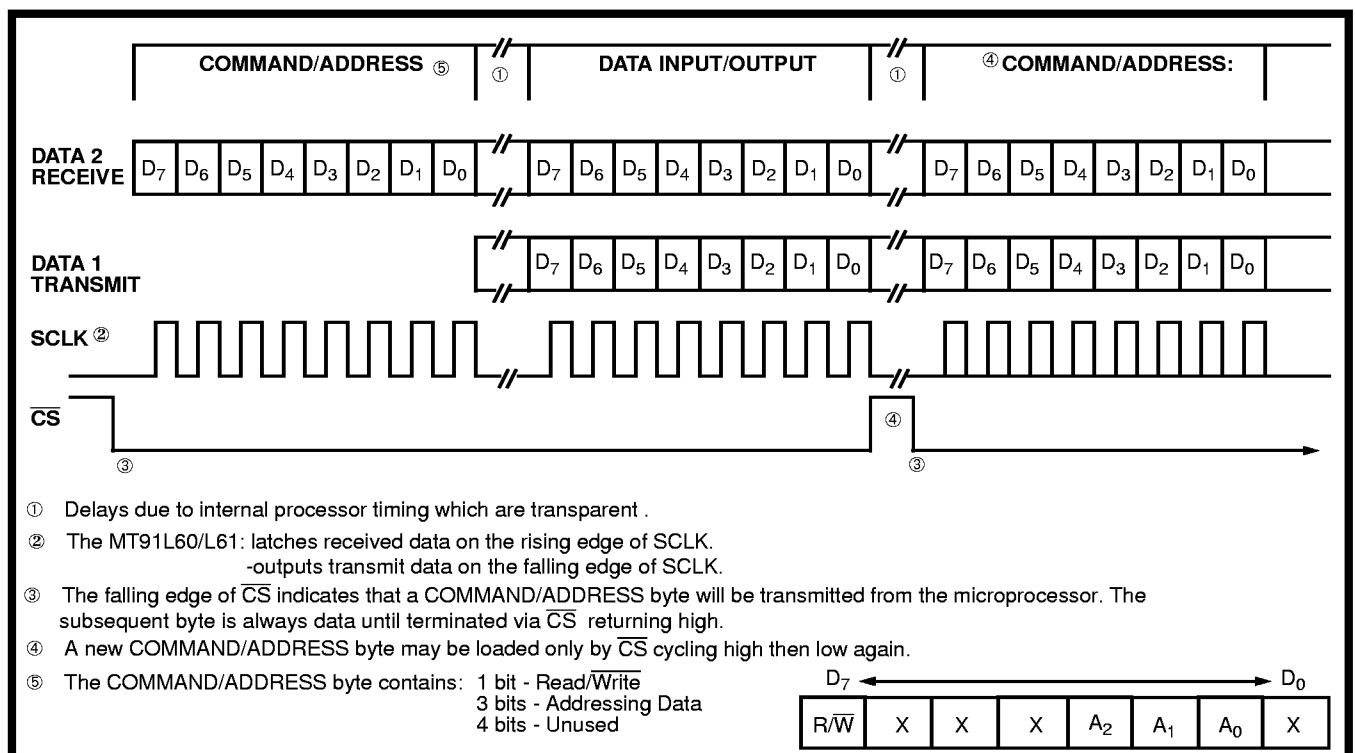 COMMAND/ADDRESS ⑤ ① DATA INPUT/OUTPUT ① ④ COMMAND/ADDRESS:
DATA 2
RECEIVE D7 D6 D5 D4 D3 D2 D1 D0 D7 D6 D5 D4 D3 D2 D1 D0 D7 D6 D5 D4 D3 D2 D1 D0
DATA 1
TRANSMIT D7 D6 D5 D4 D3 D2 D1 D0 D7 D6 D5 D4 D3 D2 D1 D0
SCLK ②
C̅S̅ ④
③ ③
① Delays due to internal processor timing which are transparent .
② The MT91L60/L61: latches received data on the rising edge of SCLK.
-outputs transmit data on the falling edge of SCLK.
③ The falling edge of C̅S̅ indicates that a COMMAND/ADDRESS byte will be transmitted from the microprocessor. The
subsequent byte is always data until terminated via C̅S̅ returning high.
④ A new COMMAND/ADDRESS byte may be loaded only by C̅S̅ cycling high then low again.
⑤ The COMMAND/ADDRESS byte contains: 1 bit - Read/W̅r̅i̅t̅e̅
3 bits - Addressing Data
4 bits - Unused
D7 D0
R/W̅ X X X A2 A1 A0 X